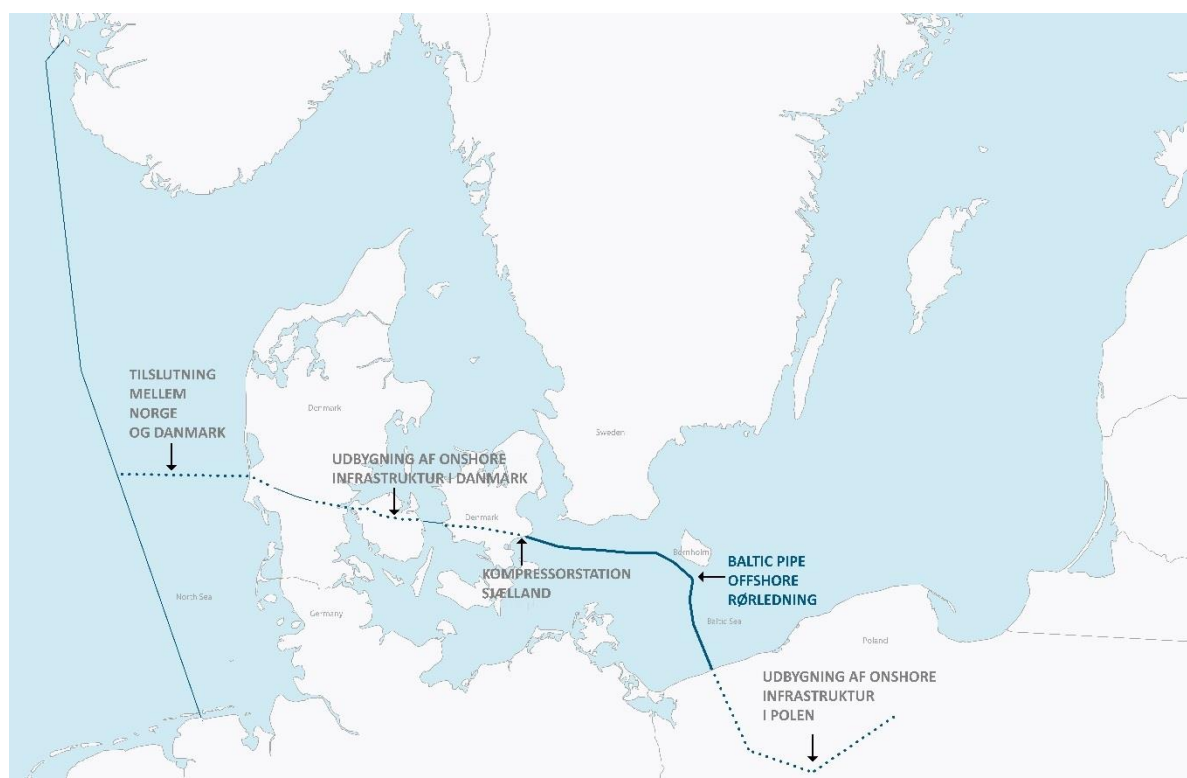 TILSLUTNING
MELLEM
NORGE
OG DANMARK
Denmark
UDBYGNING AF ONSHORE
INFRASTRUKTUR I DANMARK
Sweden
Denmark
Bornholm
KOMPRESSORSTATION
SJÆLLAND
BALTIC PIPE
OFFSHORE
RØRLEDNING
North Sea
Germany
Baltic Sea
Poland
UDBYGNING AF ONSHORE
INFRASTRUKTUR
I POLEN